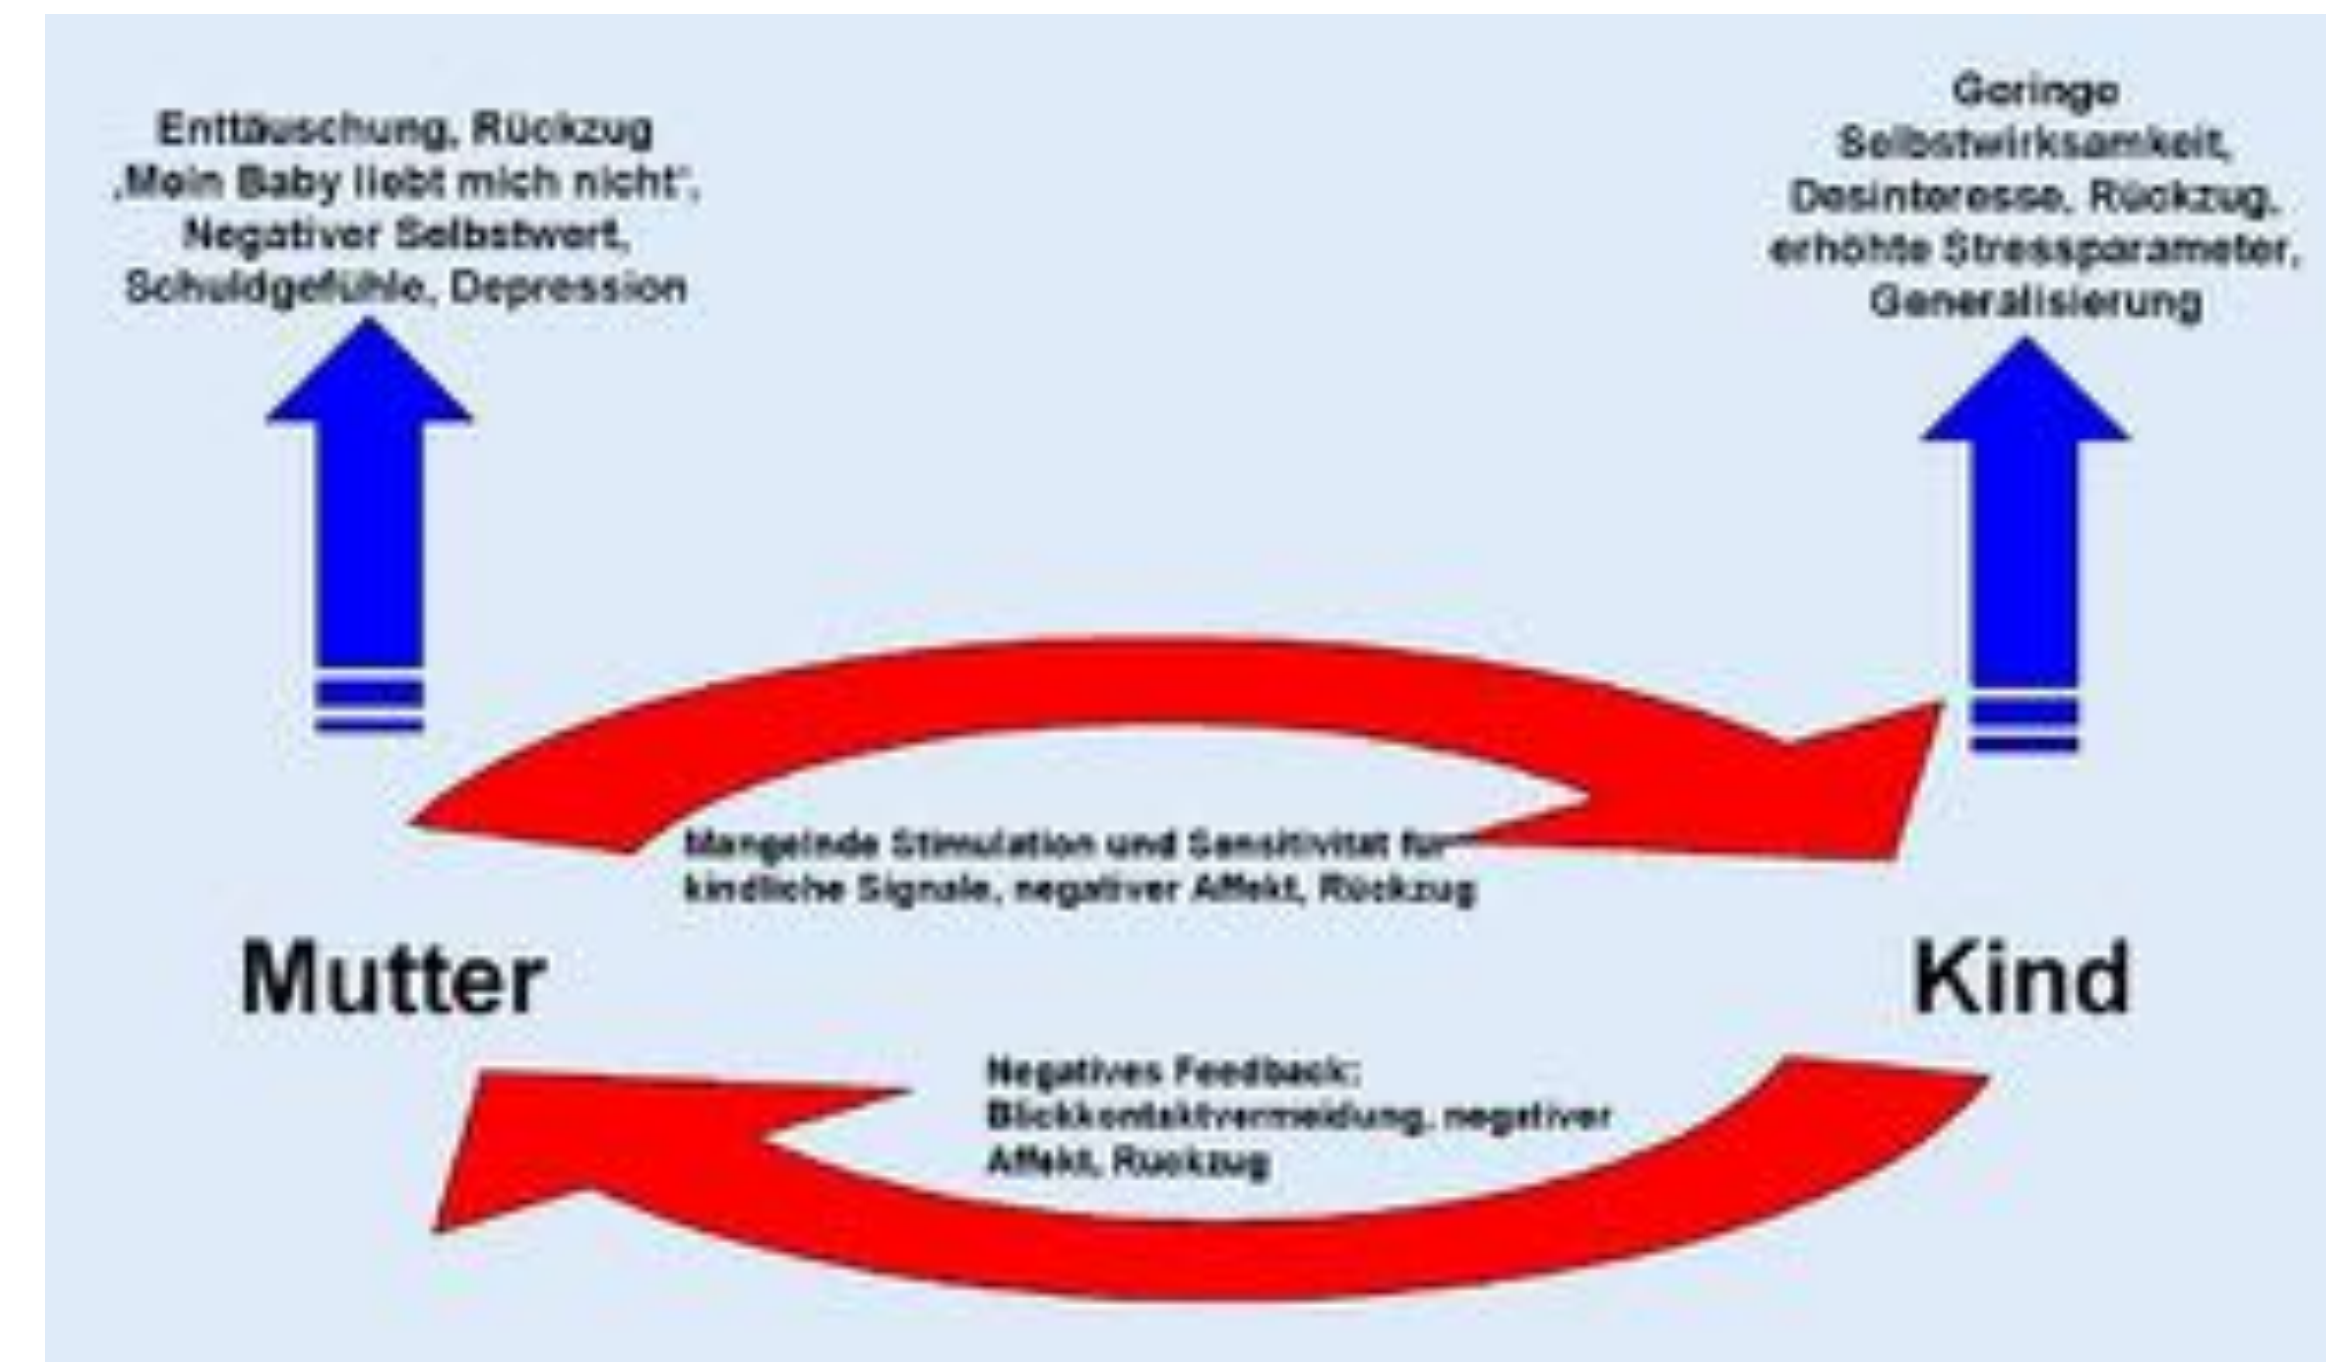 Enttäuschung, Rückzug
„Mein Baby liebt mich nicht“,
Negativer Selbstwert,
Schuldgefühle, Depression
Geringe
Selbstwirksamkeit,
Desinteresse, Rückzug,
erhöhte Stressparameter,
Generalisierung
Mangelnde Stimulation und Sensitivität für
kindliche Signale, negativer Affekt, Rückzug
Mutter
Kind
Negatives Feedback:
Blickkontaktvermeidung, negativer
Affekt, Rückzug